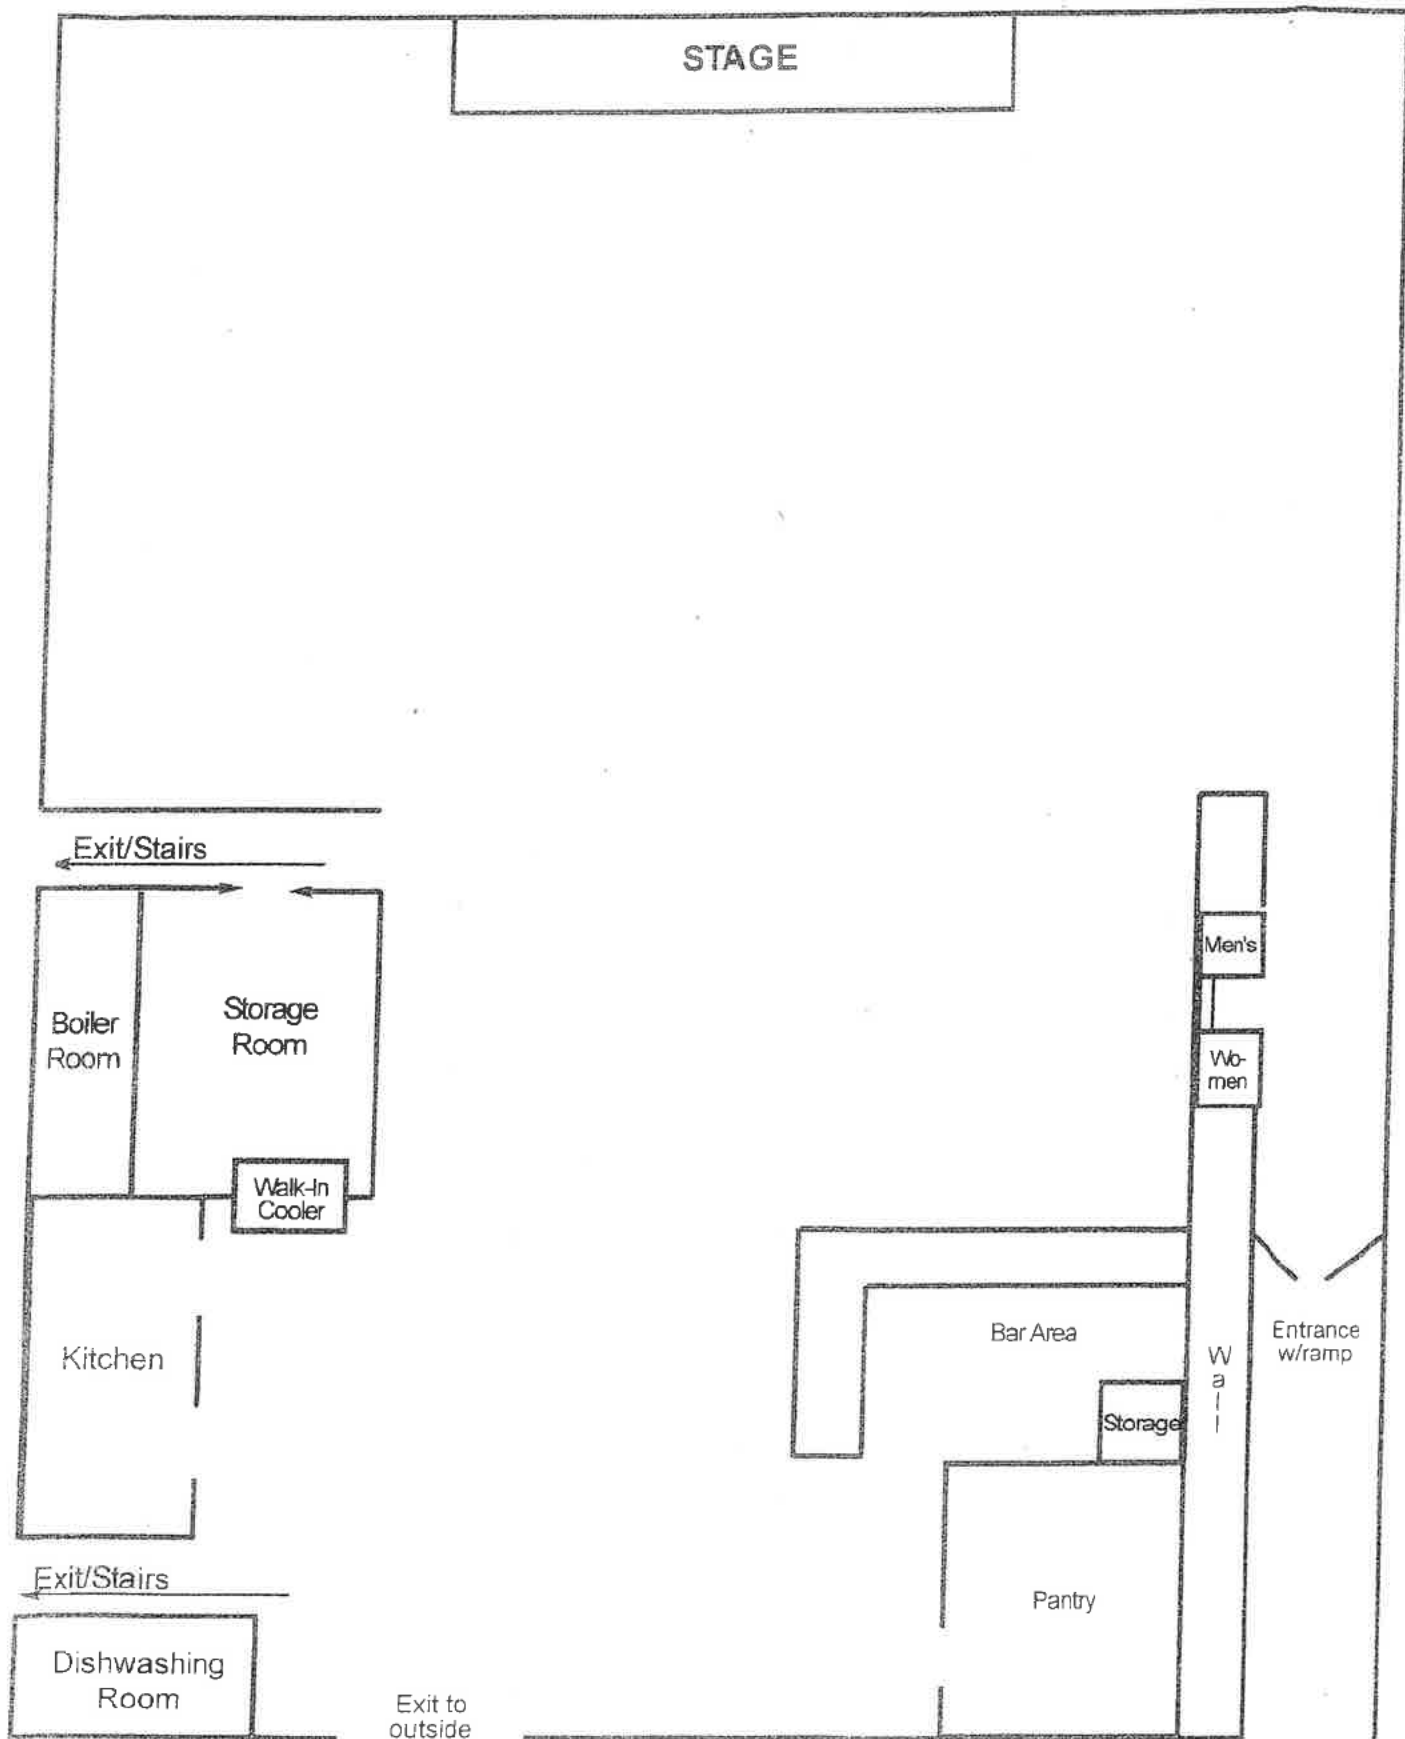 STAGE
Exit/Stairs
Men's
Boiler
Room
Storage
Room
Wo-
men
Walk-In
Cooler
Kitchen
Bar Area
Storage
W
a
l
l
Entrance
w/ramp
Exit/Stairs
Pantry
Dishwashing
Room
Exit to
outside